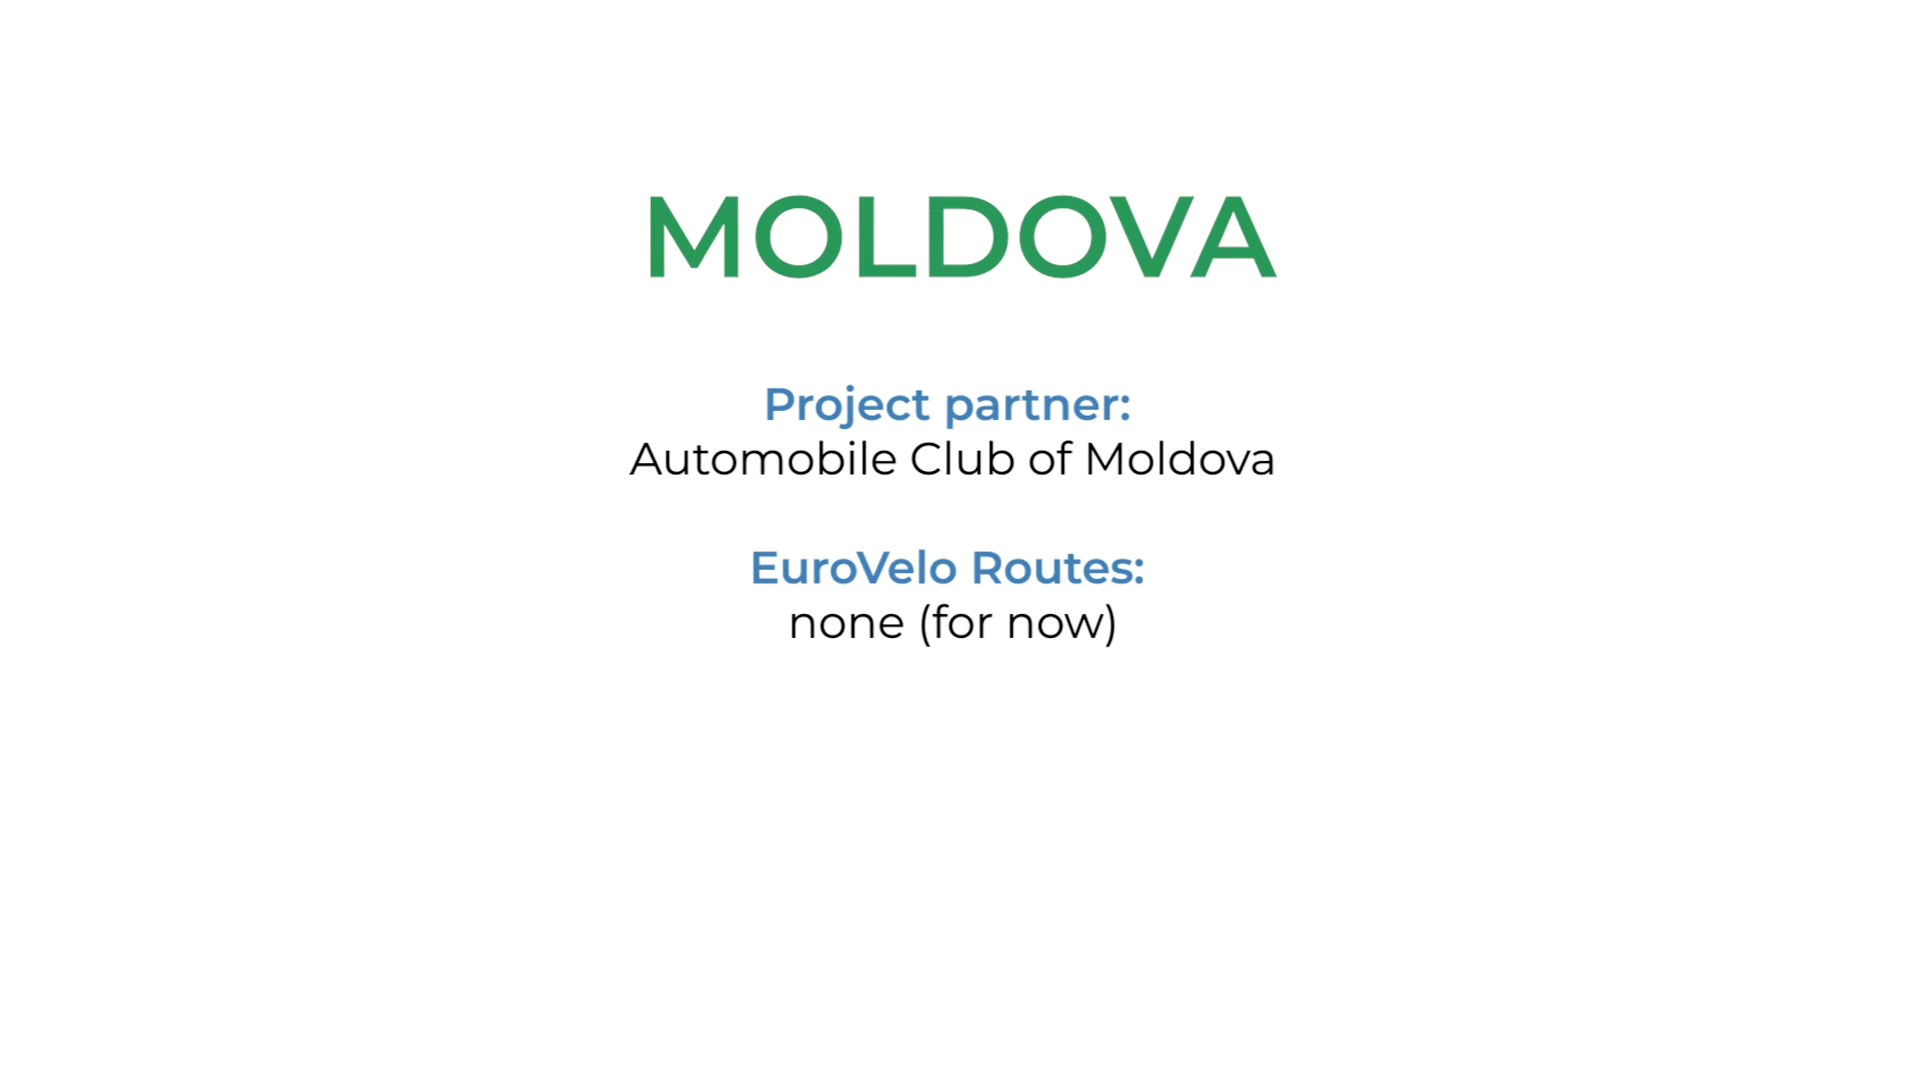 MOLDOVA
Project partner:
Automobile Club of Moldova
EuroVelo Routes:
none (for now)